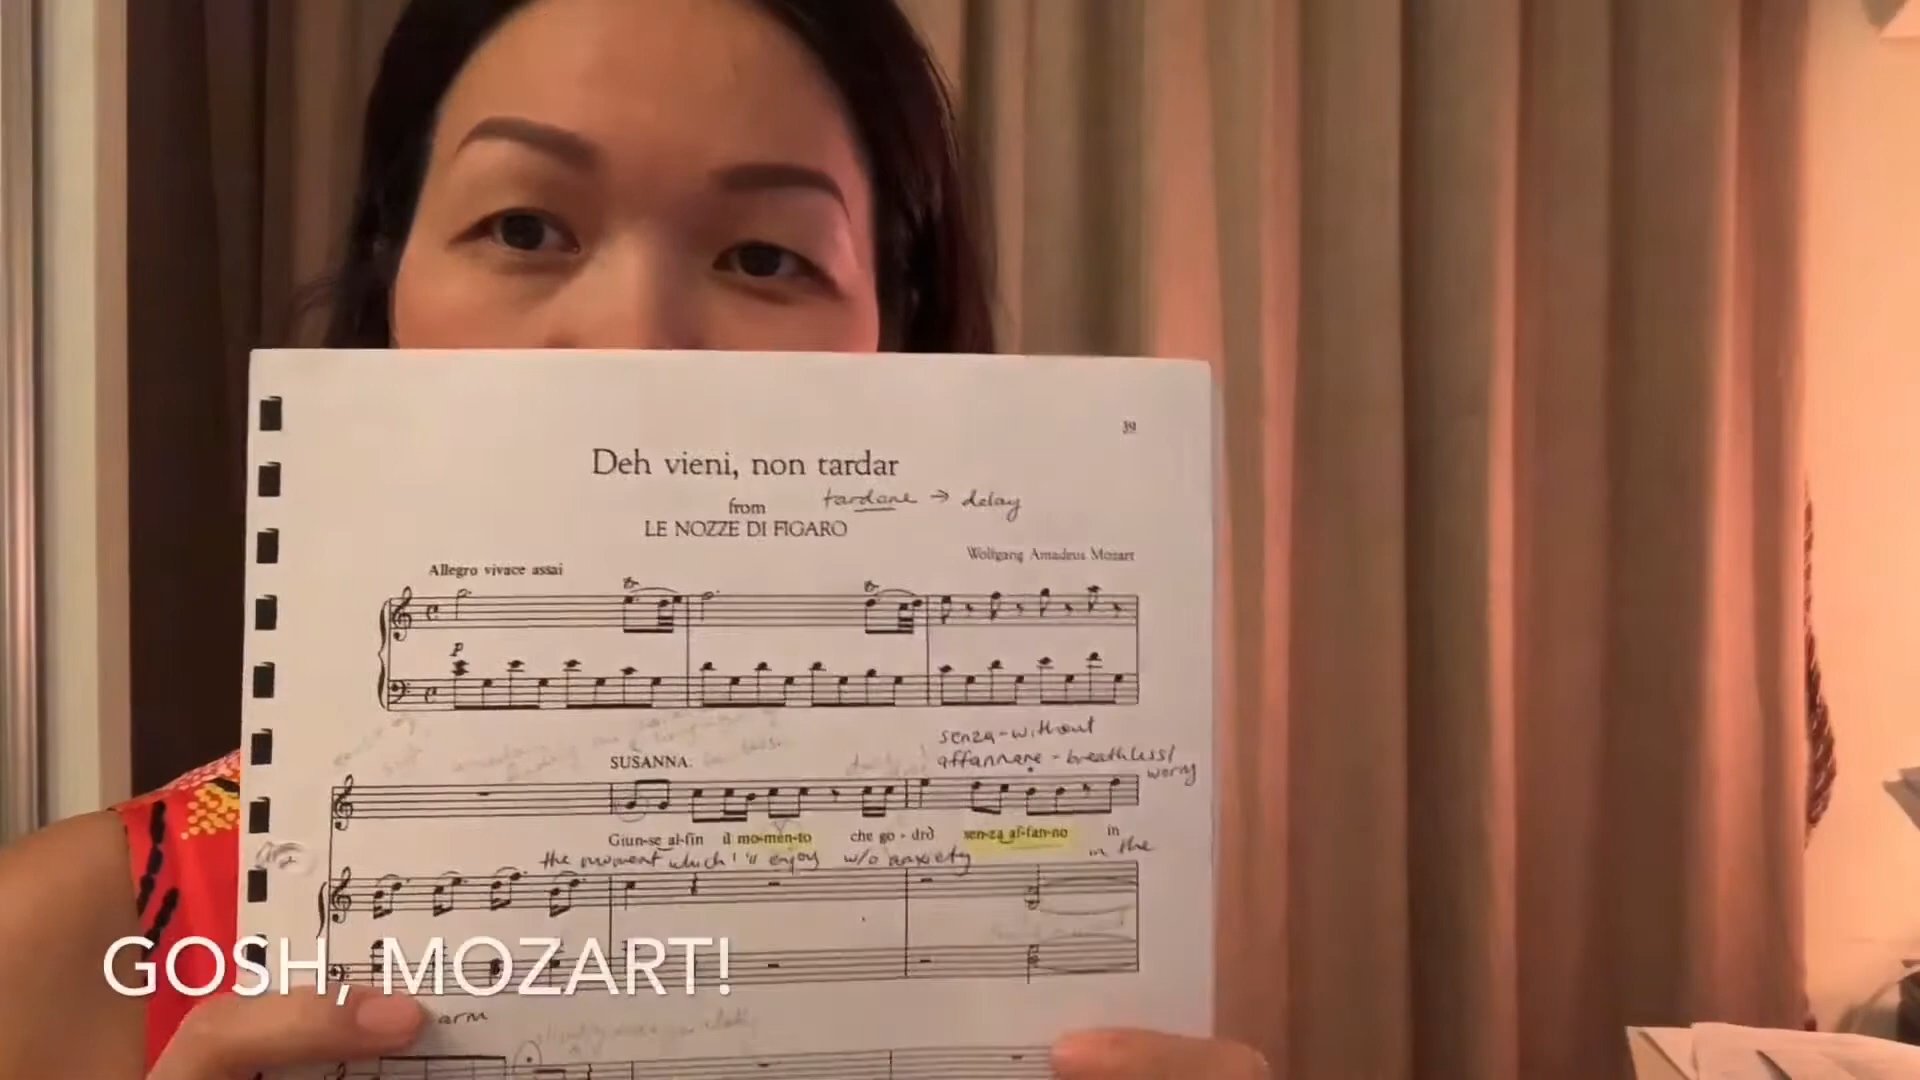 39
Deh vieni, non tardar
from
tardare → delay
LE NOZZE DI FIGARO
Wolfgang Amadeus Mozart
Allegro vivace assai
P
senza - without
SUSANNA
affannare - breathless/
worry
Giun-se al-fin il mo-men-to che go-drò sen-za af-fan-no in
the moment which I'll enjoy w/o anxiety in the
GOSH, MOZART!
arm